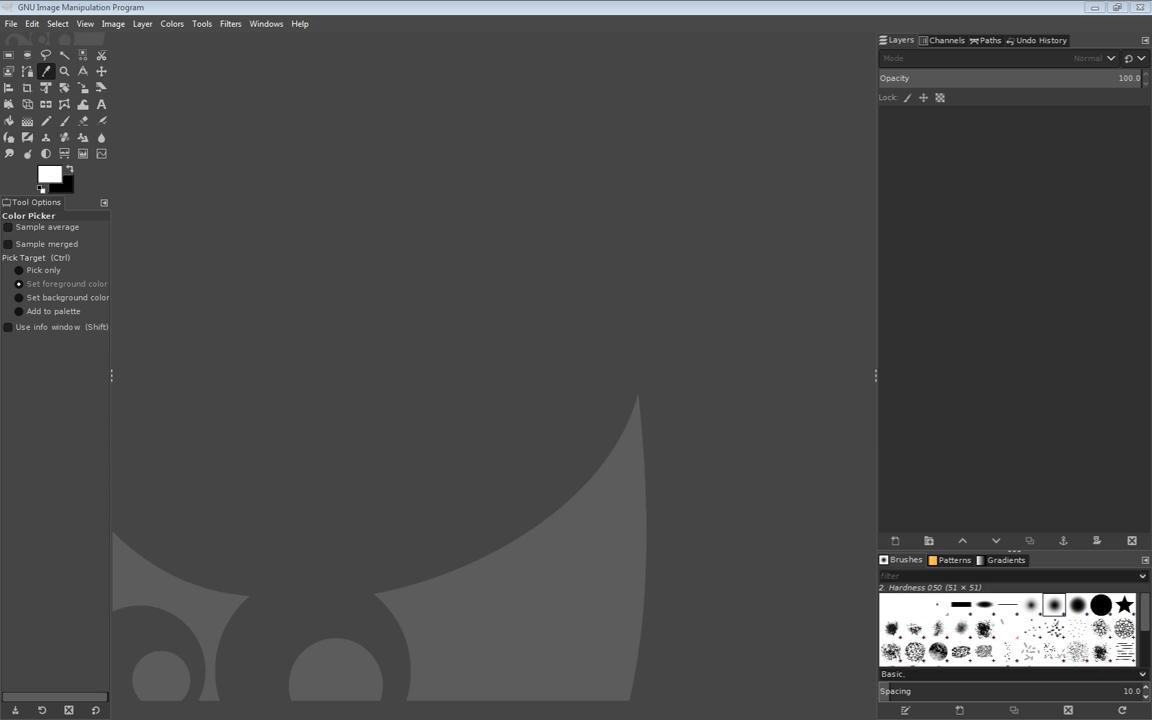 GNU Image Manipulation Program
File Edit Select View Image Layer Colors Tools Filters Windows Help
Layers Channels Paths Undo History
Mode Normal
Opacity 100.0
Lock:
Tool Options
Color Picker
Sample average
Sample merged
Pick Target (Ctrl)
Pick only
Set foreground color
Set background color
Add to palette
Use info window (Shift)
Brushes Patterns Gradients
filter
2. Hardness 050 (51 × 51)
Basic,
Spacing 10.0